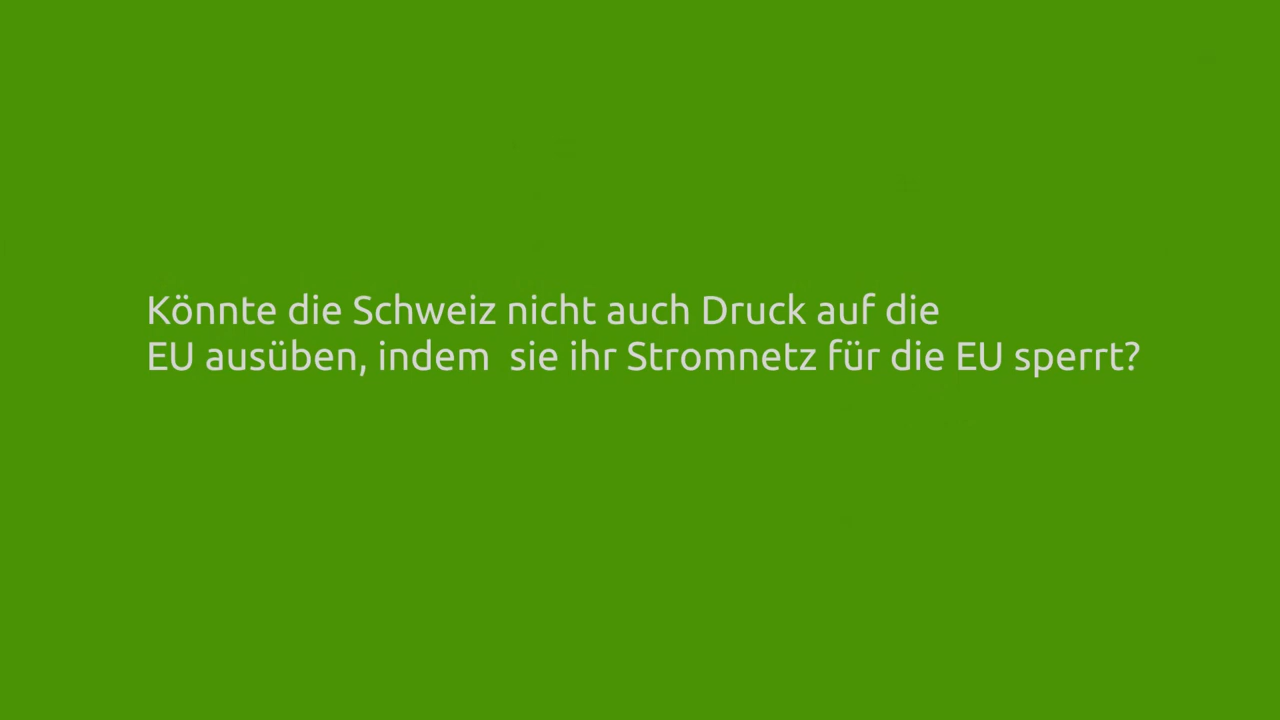 Könnte die Schweiz nicht auch Druck auf die
EU ausüben, indem  sie ihr Stromnetz für die EU sperrt?